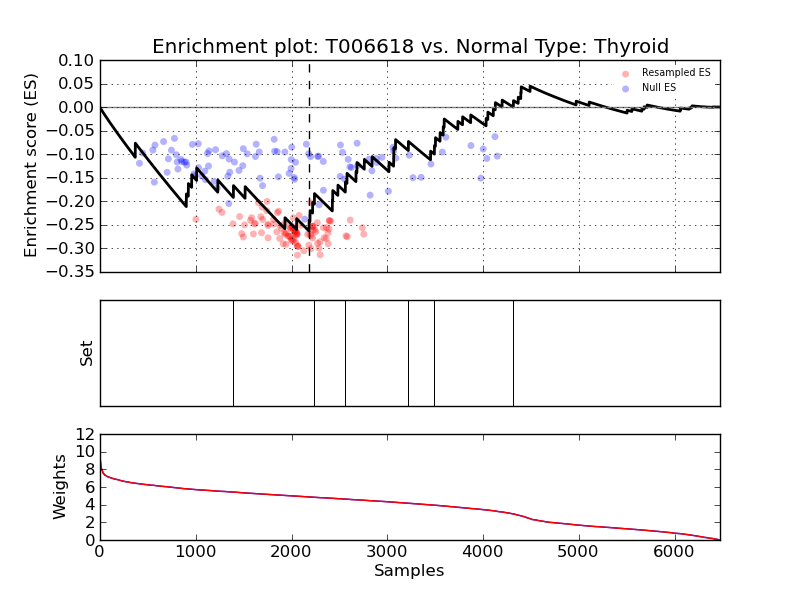 Enrichment plot: T006618 vs. Normal Type: Thyroid
Enrichment score (ES)
0.10
0.05
0.00
−0.05
−0.10
−0.15
−0.20
−0.25
−0.30
−0.35
Resampled ES
Null ES
Set
Weights
12
10
8
6
4
2
0
0 1000 2000 3000 4000 5000 6000
Samples